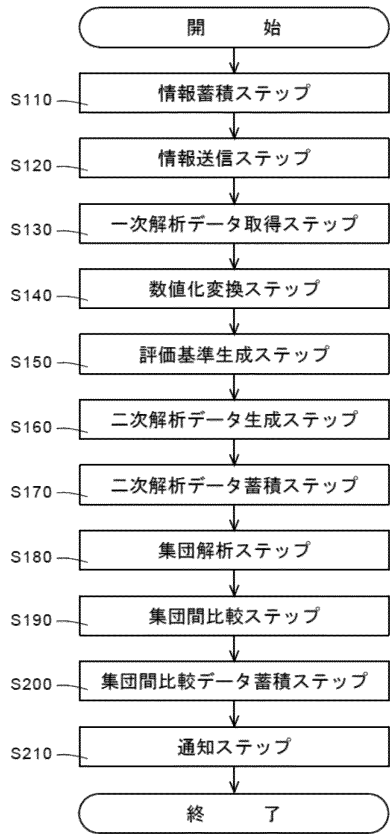 開 始
S110 情報蓄積ステップ
S120 情報送信ステップ
S130 一次解析データ取得ステップ
S140 数値化変換ステップ
S150 評価基準生成ステップ
S160 二次解析データ生成ステップ
S170 二次解析データ蓄積ステップ
S180 集団解析ステップ
S190 集団間比較ステップ
S200 集団間比較データ蓄積ステップ
S210 通知ステップ
終 了